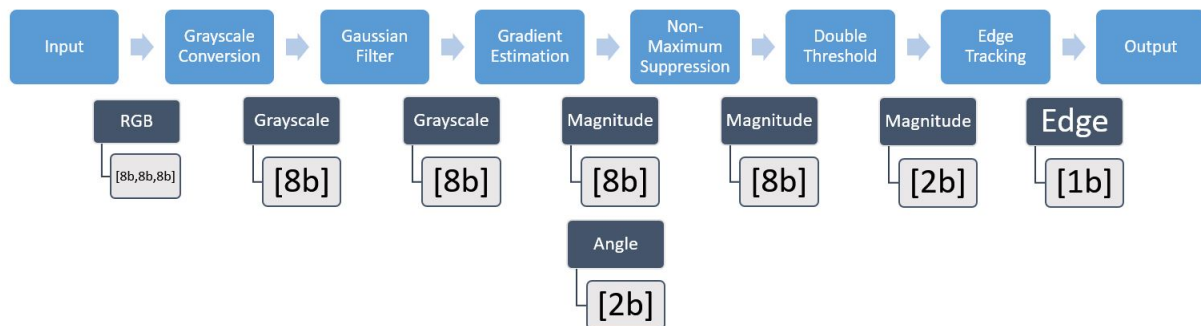 Input
Grayscale
Conversion
Gaussian
Filter
Gradient
Estimation
Non-
Maximum
Suppression
Double
Threshold
Edge
Tracking
Output
RGB
[8b,8b,8b]
Grayscale
[8b]
Grayscale
[8b]
Magnitude
[8b]
Magnitude
[8b]
Magnitude
[2b]
Edge
[1b]
Angle
[2b]